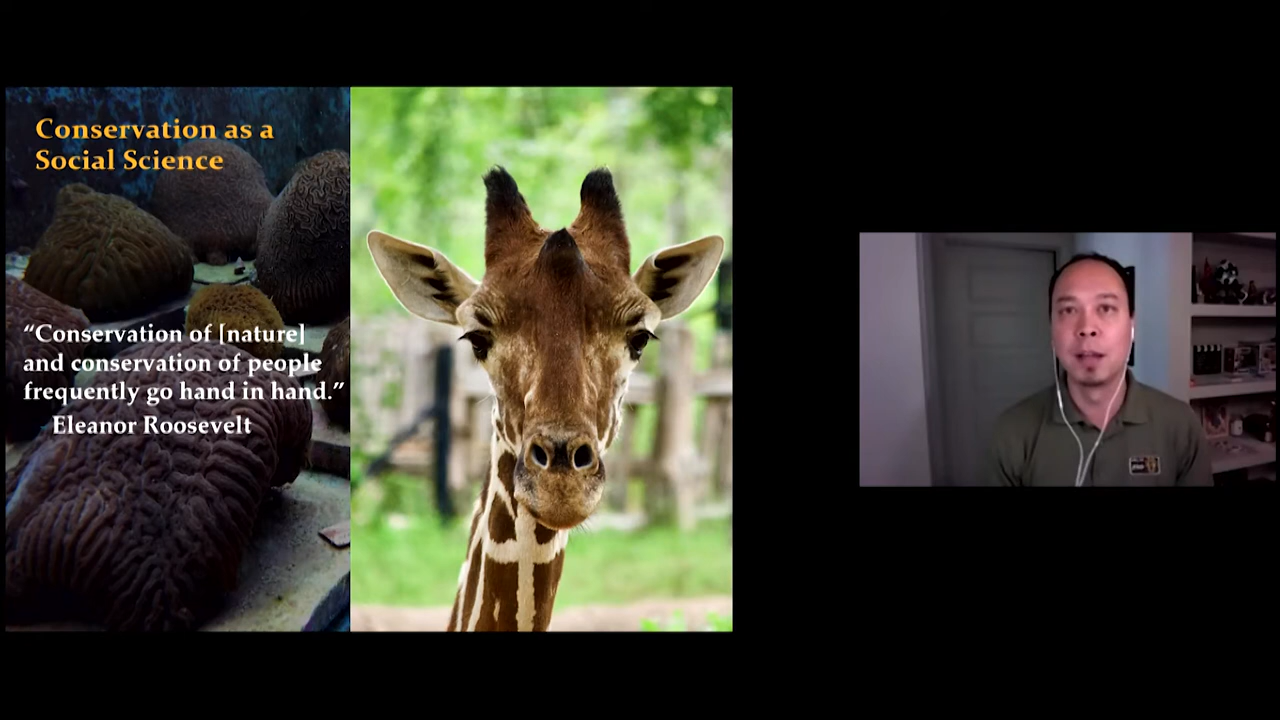 Conservation as a
Social Science
“Conservation of [nature]
and conservation of people
frequently go hand in hand.”
Eleanor Roosevelt